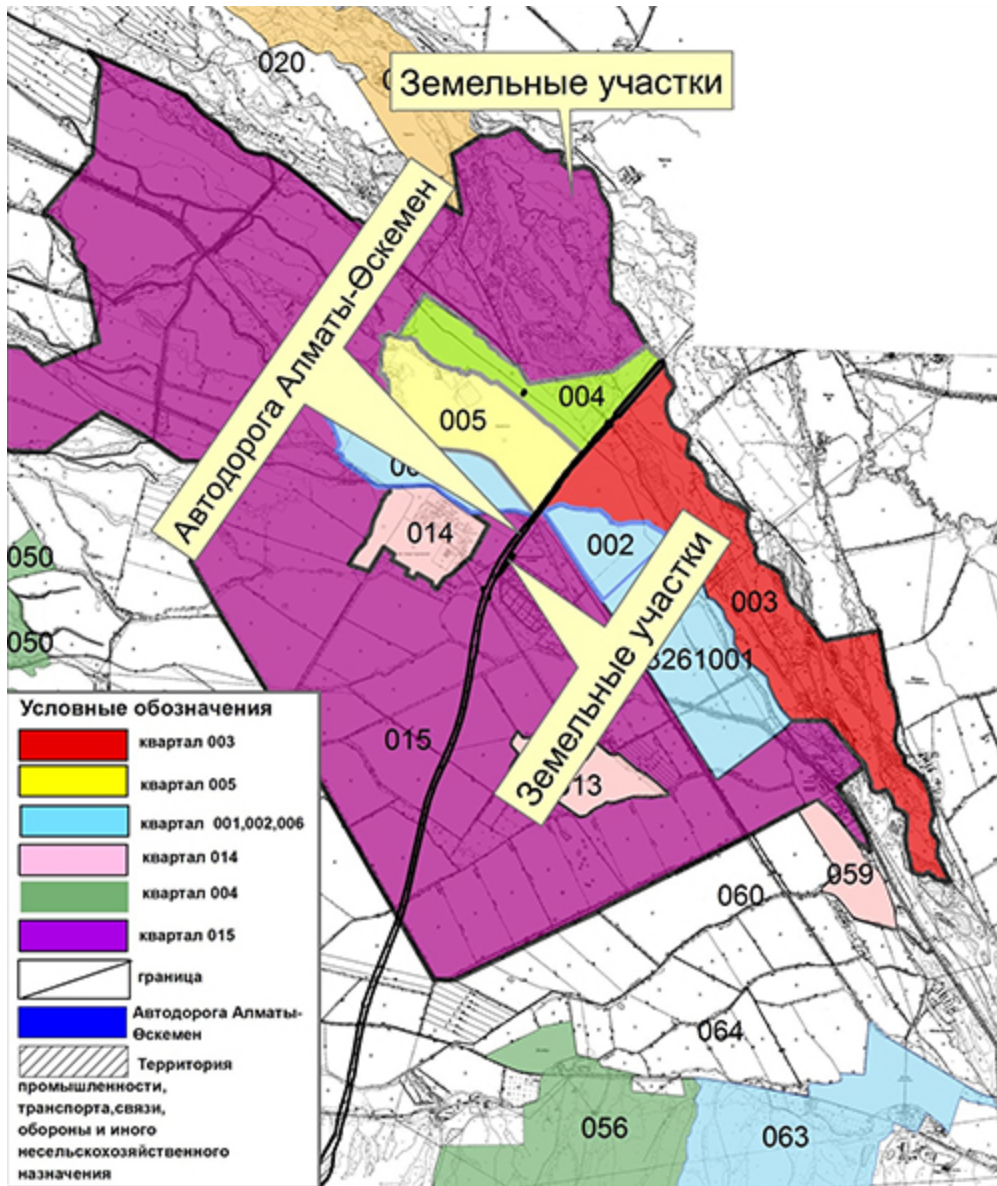 020
Земельные участки
Автодорога Алматы-Өскемен
004
005
014
002
003
050
050
6261001
015
013
Земельные участки
059
060
064
056
063
Условные обозначения
квартал 003
квартал 005
квартал 001,002,006
квартал 014
квартал 004
квартал 015
граница
Автодорога Алматы-
Өскемен
Территория
промышленности,
транспорта,связи,
обороны и иного
несельскохозяйственного
назначения